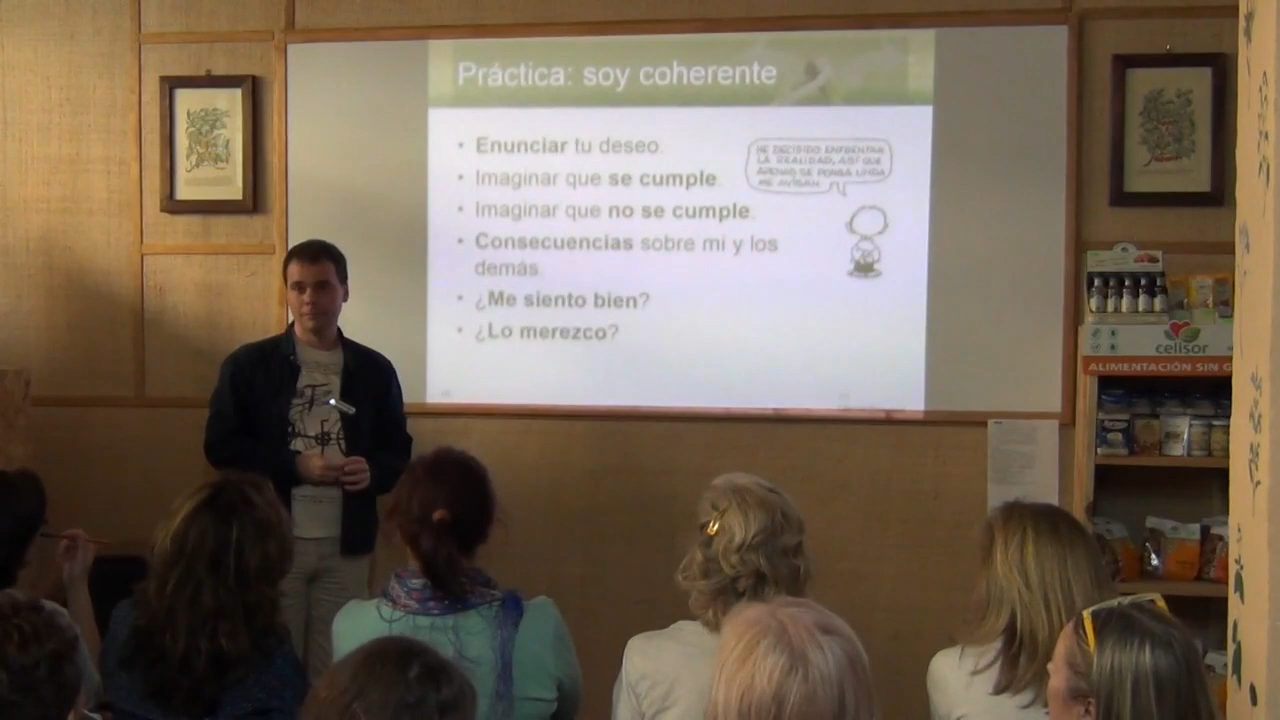 Práctica: soy coherente
• Enunciar tu deseo.
• Imaginar que se cumple.
• Imaginar que no se cumple.
• Consecuencias sobre mi y los
demás.
• ¿Me siento bien?
• ¿Lo merezco?
HE DECIDIDO ENFRENTAR
LA REALIDAD, ASÍ QUE
APENAS SE PONGA LINDA
ME AVISAN
celisor
ALIMENTACIÓN SIN G